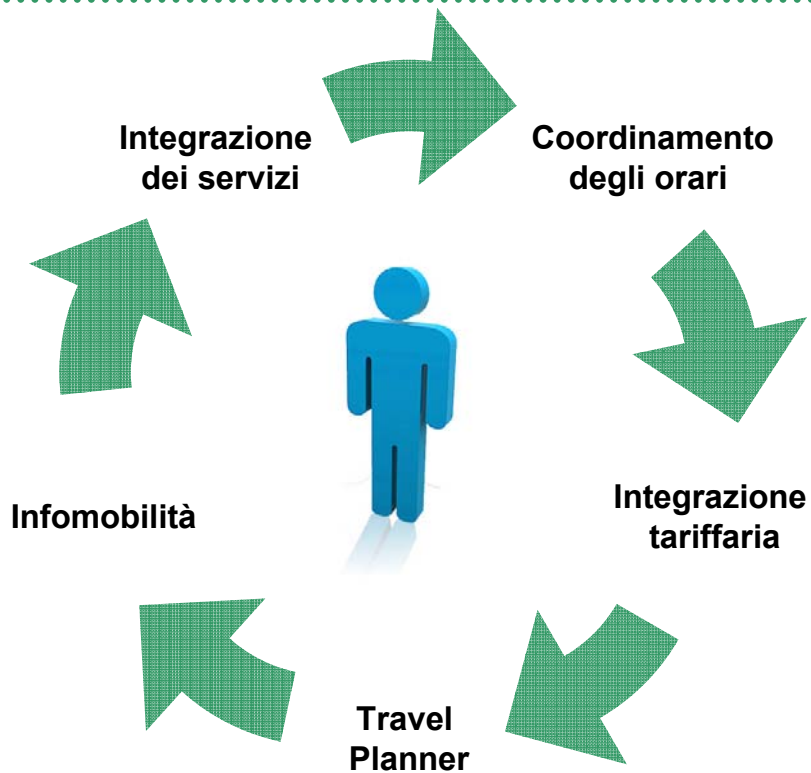 Integrazione
dei servizi
Coordinamento
degli orari
Integrazione
tariffaria
Travel
Planner
Infomobilità